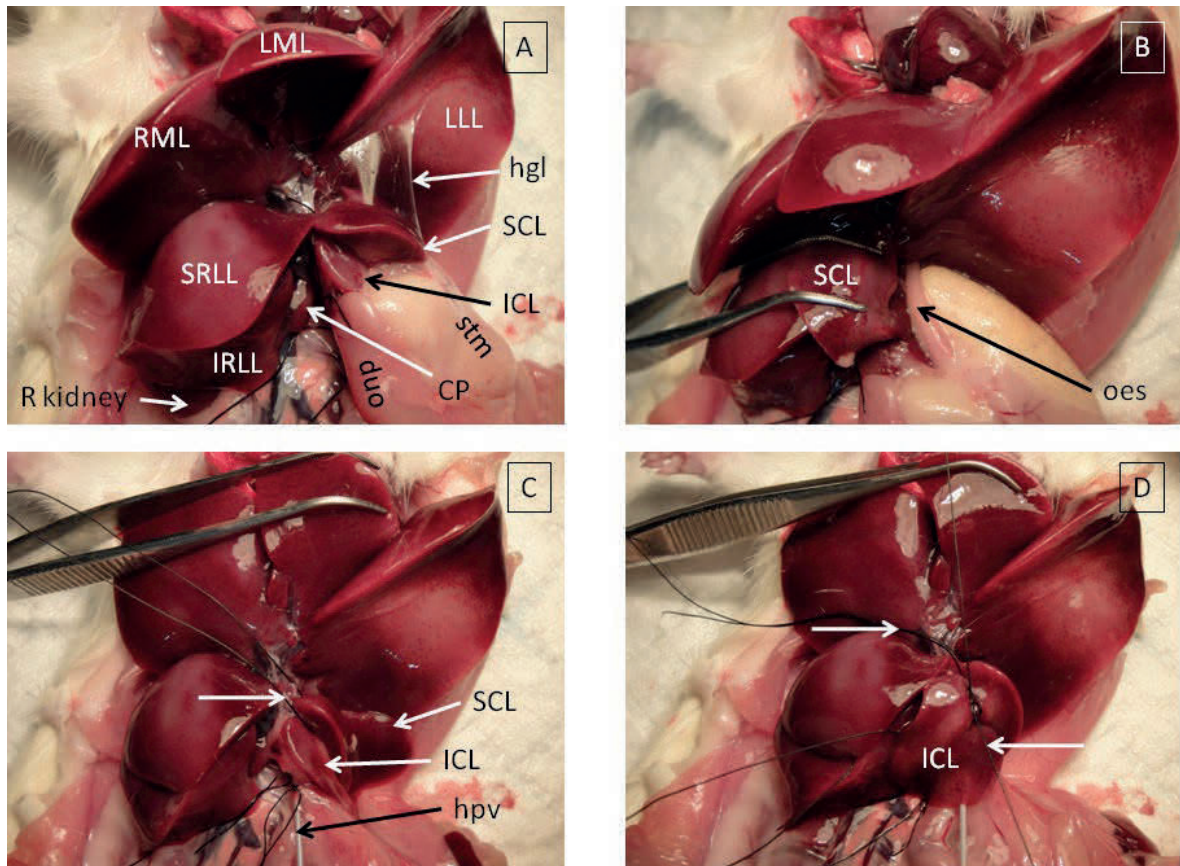 A
LML
RML
LLL
hgl
SCL
SRLL
ICL
stm
IRLL
duo
CP
R kidney
B
SCL
oes
C
SCL
ICL
hpv
D
ICL